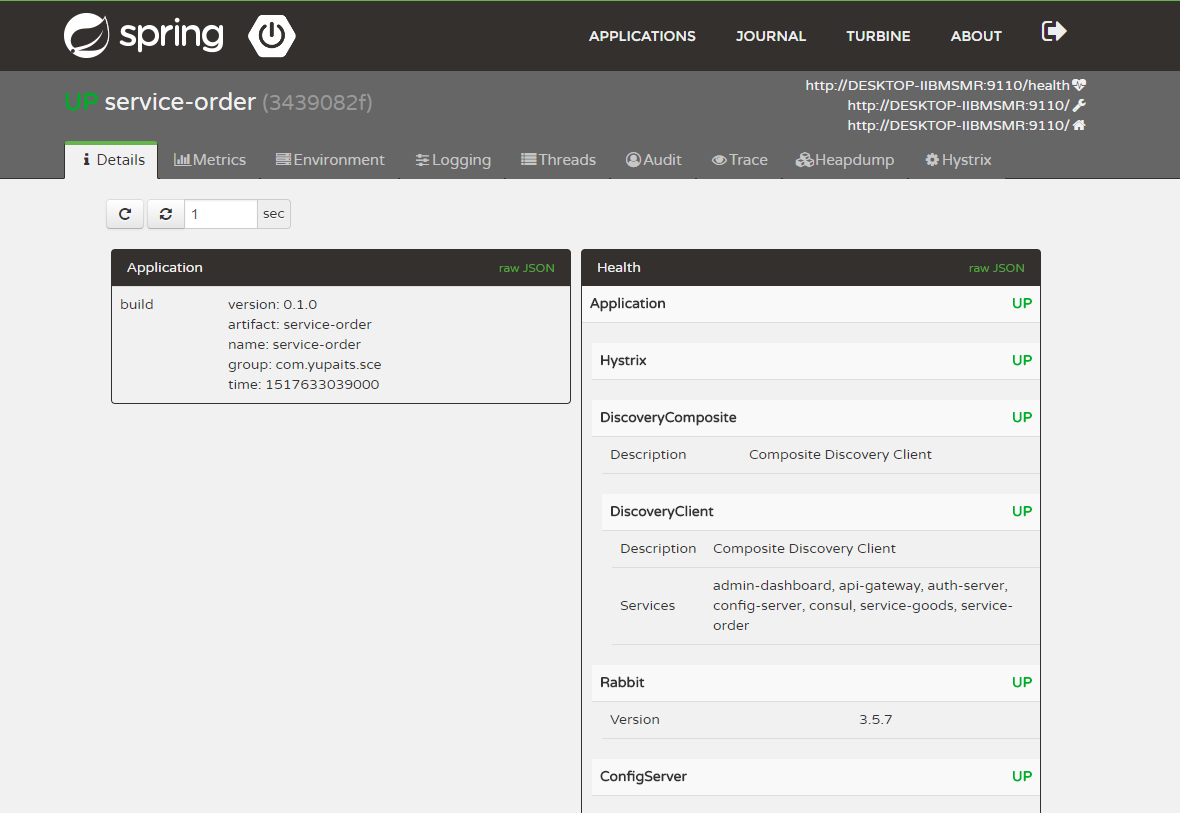 spring
APPLICATIONS JOURNAL TURBINE ABOUT
UP service-order (3439082f)
http://DESKTOP-IIBMSMR:9110/health
http://DESKTOP-IIBMSMR:9110/
http://DESKTOP-IIBMSMR:9110/
Details Metrics Environment Logging Threads Audit Trace Heapdump Hystrix
1 sec
Application raw JSON
build version: 0.1.0
artifact: service-order
name: service-order
group: com.yupaits.sce
time: 1517633039000
Health raw JSON
Application UP
Hystrix UP
DiscoveryComposite UP
Description Composite Discovery Client
DiscoveryClient UP
Description Composite Discovery Client
Services admin-dashboard, api-gateway, auth-server,
config-server, consul, service-goods, service-
order
Rabbit UP
Version 3.5.7
ConfigServer UP